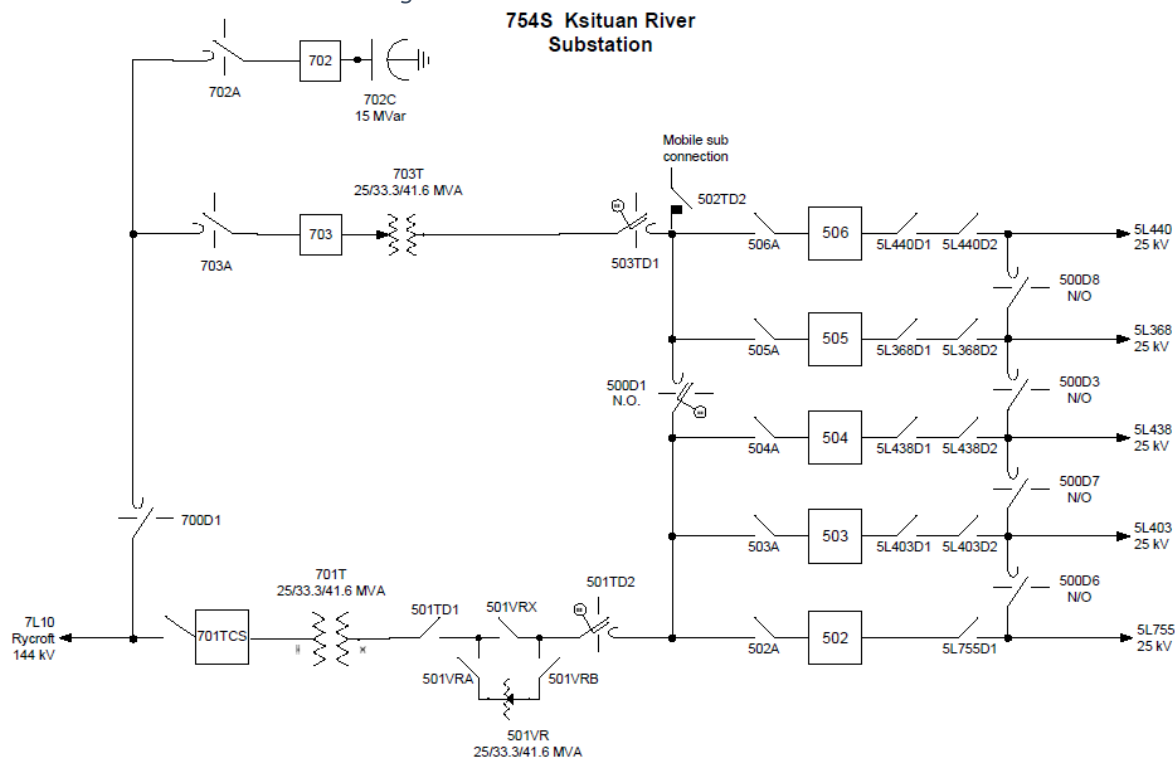 754S Ksituan River
Substation
702
702A
702C
15 MVar
Mobile sub
connection
703T
25/33.3/41.6 MVA
502TD2
703
703A
503TD1
506A
506
5L440D1
5L440D2
5L440
25 kV
500D8
N/O
505A
505
5L368D1
5L368D2
5L368
25 kV
500D1
N.O.
500D3
N/O
504A
504
5L438D1
5L438D2
5L438
25 kV
700D1
500D7
N/O
503A
503
5L403D1
5L403D2
5L403
25 kV
701T
25/33.3/41.6 MVA
501TD1
501VRX
501TD2
500D6
N/O
7L10
Rycroft
144 kV
701TCS
502A
502
5L755D1
5L755
25 kV
501VRA
501VRB
501VR
25/33.3/41.6 MVA